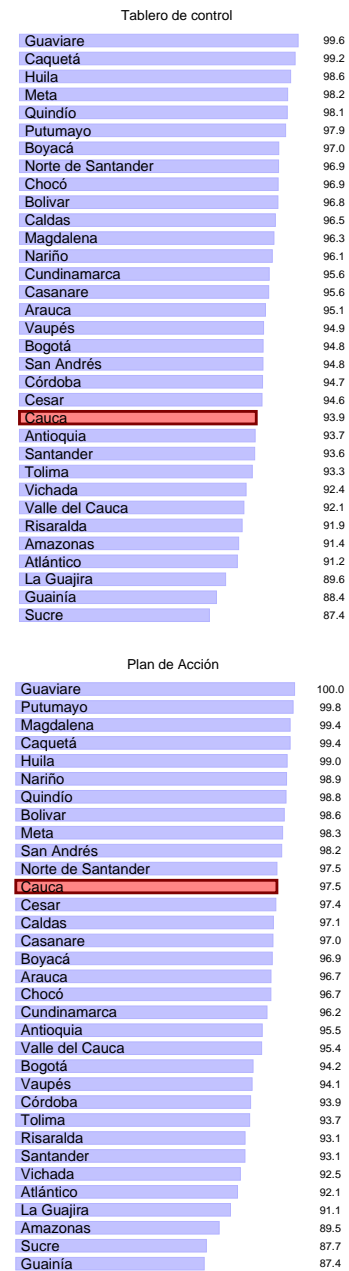 Tablero de control
Guaviare 99.6
Caquetá 99.2
Huila 98.6
Meta 98.2
Quindío 98.1
Putumayo 97.9
Boyacá 97.0
Norte de Santander 96.9
Chocó 96.9
Bolivar 96.8
Caldas 96.5
Magdalena 96.3
Nariño 96.1
Cundinamarca 95.6
Casanare 95.6
Arauca 95.1
Vaupés 94.9
Bogotá 94.8
San Andrés 94.8
Córdoba 94.7
Cesar 94.6
Cauca 93.9
Antioquia 93.7
Santander 93.6
Tolima 93.3
Vichada 92.4
Valle del Cauca 92.1
Risaralda 91.9
Amazonas 91.4
Atlántico 91.2
La Guajira 89.6
Guainía 88.4
Sucre 87.4
Plan de Acción
Guaviare 100.0
Putumayo 99.8
Magdalena 99.4
Caquetá 99.4
Huila 99.0
Nariño 98.9
Quindío 98.8
Bolivar 98.6
Meta 98.3
San Andrés 98.2
Norte de Santander 97.5
Cauca 97.5
Cesar 97.4
Caldas 97.1
Casanare 97.0
Boyacá 96.9
Arauca 96.7
Chocó 96.7
Cundinamarca 96.2
Antioquia 95.5
Valle del Cauca 95.4
Bogotá 94.2
Vaupés 94.1
Córdoba 93.9
Tolima 93.7
Risaralda 93.1
Santander 93.1
Vichada 92.5
Atlántico 92.1
La Guajira 91.1
Amazonas 89.5
Sucre 87.7
Guainía 87.4